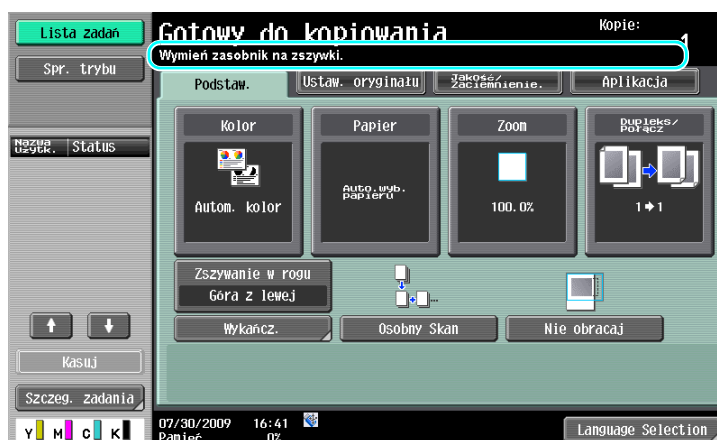 Lista zadań
Spr. trybu
Nazwa użytk.
Status
Kasuj
Szczeg. zadania
Y M C K
Gotowy do kopiowania
Kopie:
1
Wymień zasobnik na zszywki.
Podstaw.
Ustaw. oryginału
Jakość/
Zaciemnienie.
Aplikacja
Kolor
Papier
Zoom
Dupleks/
Połącz
Autom. kolor
Auto.wyb.
papieru
100.0%
1→1
Zszywanie w rogu
Góra z lewej
Wykańcz.
Osobny Skan
Nie obracaj
07/30/2009 16:41
Pamięć 0%
Language Selection